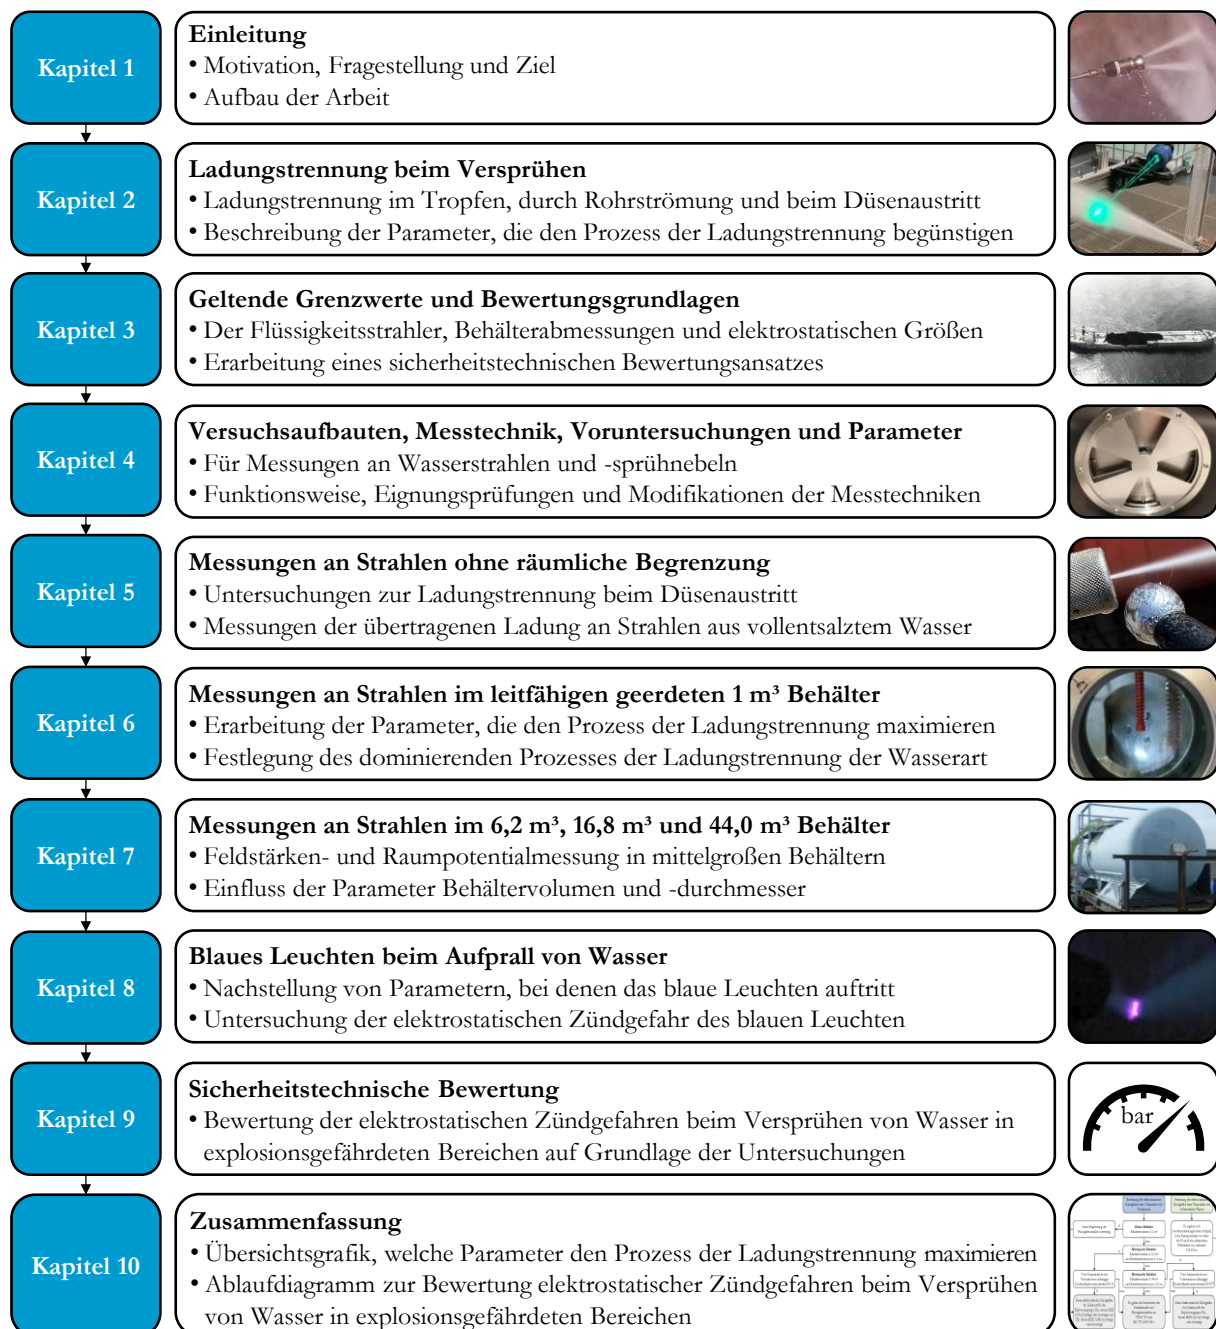 Kapitel 1
Einleitung
• Motivation, Fragestellung und Ziel
• Aufbau der Arbeit
Kapitel 2
Ladungstrennung beim Versprühen
• Ladungstrennung im Tropfen, durch Rohrströmung und beim Düsenaustritt
• Beschreibung der Parameter, die den Prozess der Ladungstrennung begünstigen
Kapitel 3
Geltende Grenzwerte und Bewertungsgrundlagen
• Der Flüssigkeitsstrahler, Behälterabmessungen und elektrostatischen Größen
• Erarbeitung eines sicherheitstechnischen Bewertungsansatzes
Kapitel 4
Versuchsaufbauten, Messtechnik, Voruntersuchungen und Parameter
• Für Messungen an Wasserstrahlen und -sprühnebeln
• Funktionsweise, Eignungsprüfungen und Modifikationen der Messtechniken
Kapitel 5
Messungen an Strahlen ohne räumliche Begrenzung
• Untersuchungen zur Ladungstrennung beim Düsenaustritt
• Messungen der übertragenen Ladung an Strahlen aus vollentsalztem Wasser
Kapitel 6
Messungen an Strahlen im leitfähigen geerdeten 1 m³ Behälter
• Erarbeitung der Parameter, die den Prozess der Ladungstrennung maximieren
• Festlegung des dominierenden Prozesses der Ladungstrennung der Wasserart
Kapitel 7
Messungen an Strahlen im 6,2 m³, 16,8 m³ und 44,0 m³ Behälter
• Feldstärken- und Raumpotentialmessung in mittelgroßen Behältern
• Einfluss der Parameter Behältervolumen und -durchmesser
Kapitel 8
Blaues Leuchten beim Aufprall von Wasser
• Nachstellung von Parametern, bei denen das blaue Leuchten auftritt
• Untersuchung der elektrostatischen Zündgefahr des blauen Leuchten
Kapitel 9
Sicherheitstechnische Bewertung
• Bewertung der elektrostatischen Zündgefahren beim Versprühen von Wasser in
explosionsgefährdeten Bereichen auf Grundlage der Untersuchungen
bar
Kapitel 10
Zusammenfassung
• Übersichtsgrafik, welche Parameter den Prozess der Ladungstrennung maximieren
• Ablaufdiagramm zur Bewertung elektrostatischer Zündgefahren beim Versprühen
von Wasser in explosionsgefährdeten Bereichen